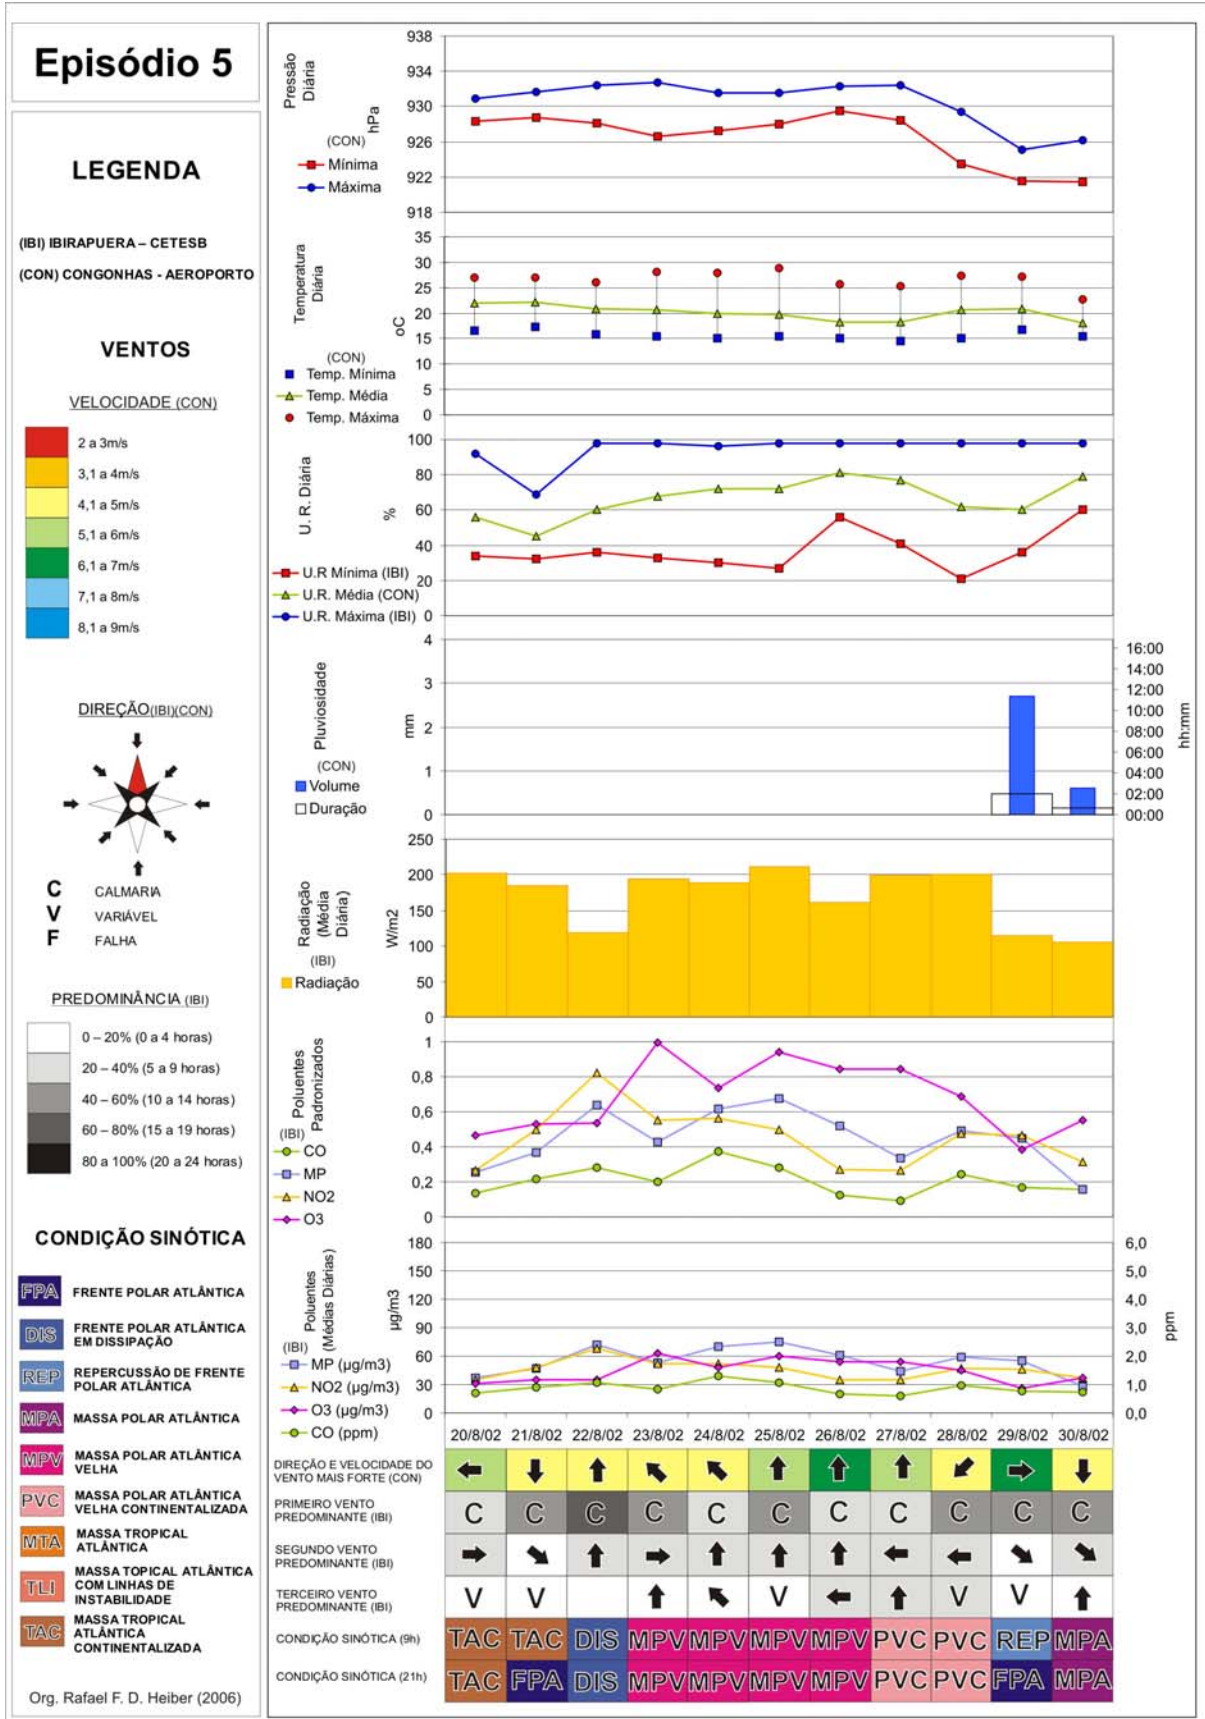 Episódio 5
LEGENDA
(IBI) IBIRAPUERA – CETESB
(CON) CONGONHAS - AEROPORTO
VENTOS
VELOCIDADE (CON)
2 a 3m/s
3,1 a 4m/s
4,1 a 5m/s
5,1 a 6m/s
6,1 a 7m/s
7,1 a 8m/s
8,1 a 9m/s
DIREÇÃO(IBI)(CON)
C CALMARIA
V VARIÁVEL
F FALHA
PREDOMINÂNCIA (IBI)
0 – 20% (0 a 4 horas)
20 – 40% (5 a 9 horas)
40 – 60% (10 a 14 horas)
60 – 80% (15 a 19 horas)
80 a 100% (20 a 24 horas)
CONDIÇÃO SINÓTICA
FPA FRENTE POLAR ATLÂNTICA
DIS FRENTE POLAR ATLÂNTICA
EM DISSIPAÇÃO
REP REPERCUSSÃO DE FRENTE
POLAR ATLÂNTICA
MPA MASSA POLAR ATLÂNTICA
MPV MASSA POLAR ATLÂNTICA
VELHA
PVC MASSA POLAR ATLÂNTICA
VELHA CONTINENTALIZADA
MTA MASSA TROPICAL
ATLÂNTICA
TLI MASSA TOPICAL ATLÂNTICA
COM LINHAS DE
INSTABILIDADE
TAC MASSA TROPICAL
ATLÂNTICA
CONTINENTALIZADA
Org. Rafael F. D. Heiber (2006)
Pressão
Diária
hPa
(CON)
Mínima
Máxima
938
934
930
926
922
918
Temperatura
Diária
oC
(CON)
Temp. Mínima
Temp. Média
Temp. Máxima
35
30
25
20
15
10
5
0
U. R. Diária
%
U.R Mínima (IBI)
U.R. Média (CON)
U.R. Máxima (IBI)
100
80
60
40
20
0
Pluviosidade
mm
(CON)
Volume
Duração
4
3
2
1
0
16:00
14:00
12:00
10:00
08:00
06:00
04:00
02:00
00:00
hh:mm
Radiação
(Média
Diária)
W/m2
(IBI)
Radiação
250
200
150
100
50
0
Poluentes
Padronizados
(IBI)
CO
MP
NO2
O3
1
0,8
0,6
0,4
0,2
0
Poluentes
(Médias Diárias)
µg/m3
(IBI)
MP (µg/m3)
NO2 (µg/m3)
O3 (µg/m3)
CO (ppm)
180
150
120
90
60
30
0
6,0
5,0
4,0
3,0
2,0
1,0
0,0
ppm
20/8/02 21/8/02 22/8/02 23/8/02 24/8/02 25/8/02 26/8/02 27/8/02 28/8/02 29/8/02 30/8/02
DIREÇÃO E VELOCIDADE DO
VENTO MAIS FORTE (CON)
PRIMEIRO VENTO
PREDOMINANTE (IBI)
C C C C C C C C C C C
SEGUNDO VENTO
PREDOMINANTE (IBI)
TERCEIRO VENTO
PREDOMINANTE (IBI)
V V V V V
CONDIÇÃO SINÓTICA (9h)
TAC TAC DIS MPV MPV MPV MPV PVC PVC REP MPA
CONDIÇÃO SINÓTICA (21h)
TAC FPA DIS MPV MPV MPV MPV PVC PVC FPA MPA